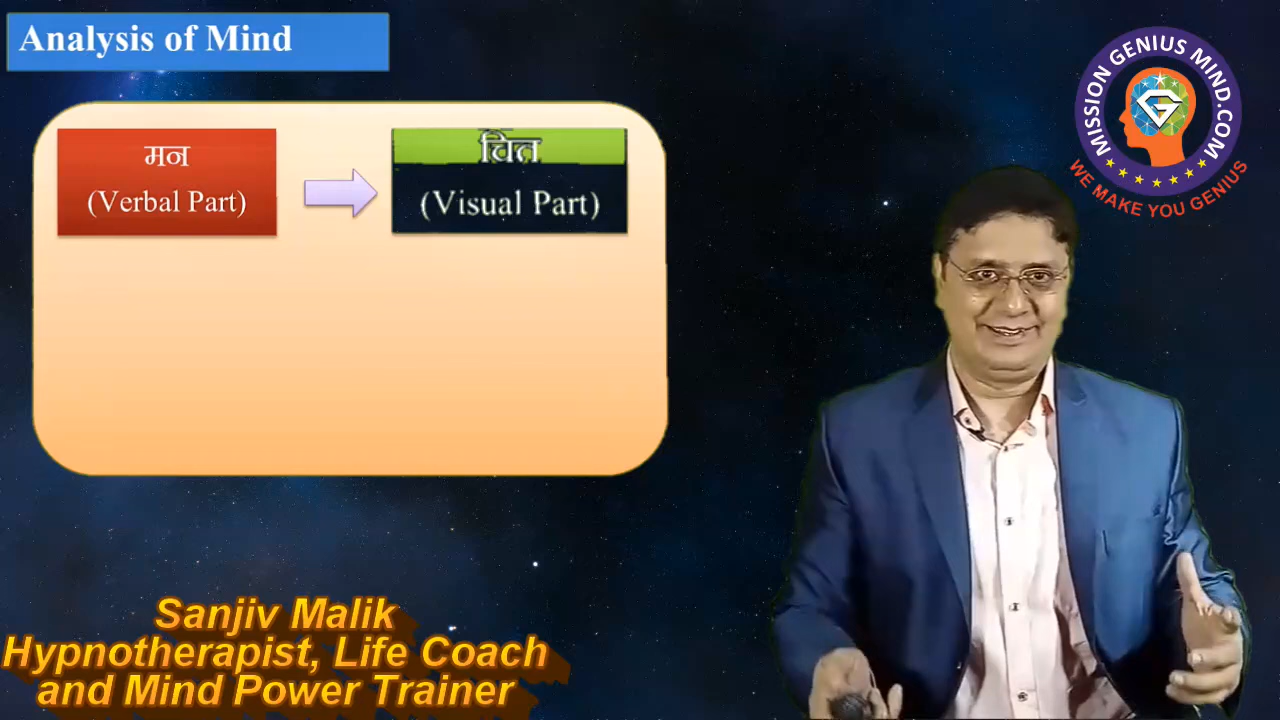 Analysis of Mind
मन
(Verbal Part)
चित्त
(Visual Part)
MISSION GENIUS MIND.COM
WE MAKE YOU GENIUS
Sanjiv Malik
Hypnotherapist, Life Coach
and Mind Power Trainer